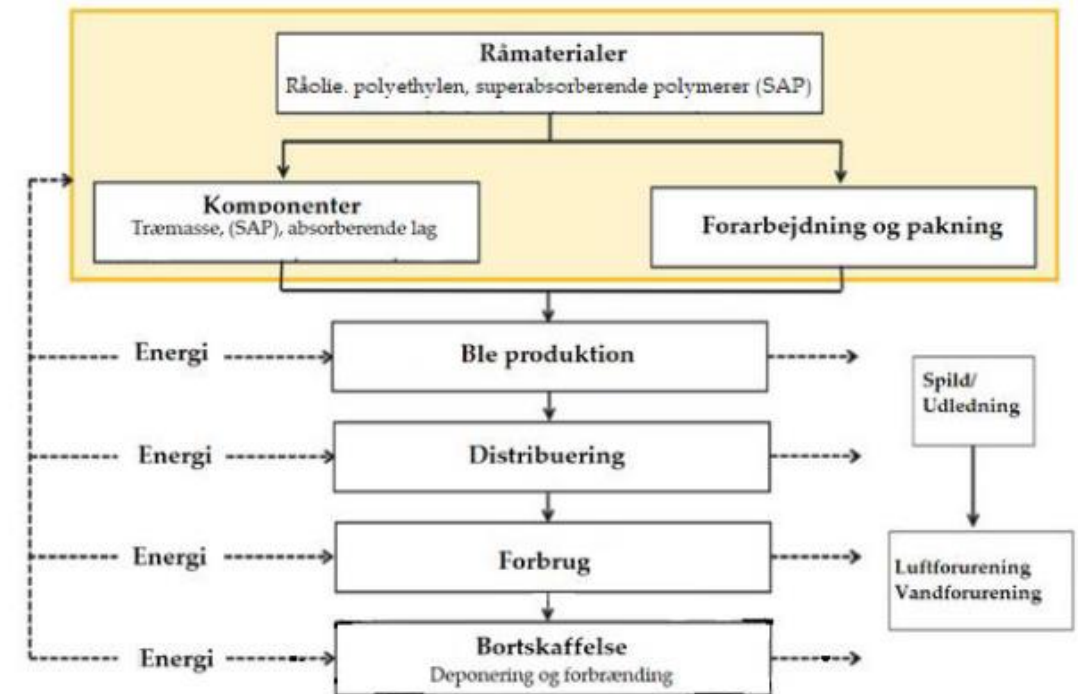 Råmaterialer
Råolie. polyethylen, superabsorberende polymerer (SAP)
Komponenter
Træmasse, (SAP), absorberende lag
Forarbejdning og pakning
Energi
Ble produktion
Spild/
Udledning
Energi
Distribuering
Energi
Forbrug
Luftforurening
Vandforurening
Energi
Bortskaffelse
Deponering og forbrænding